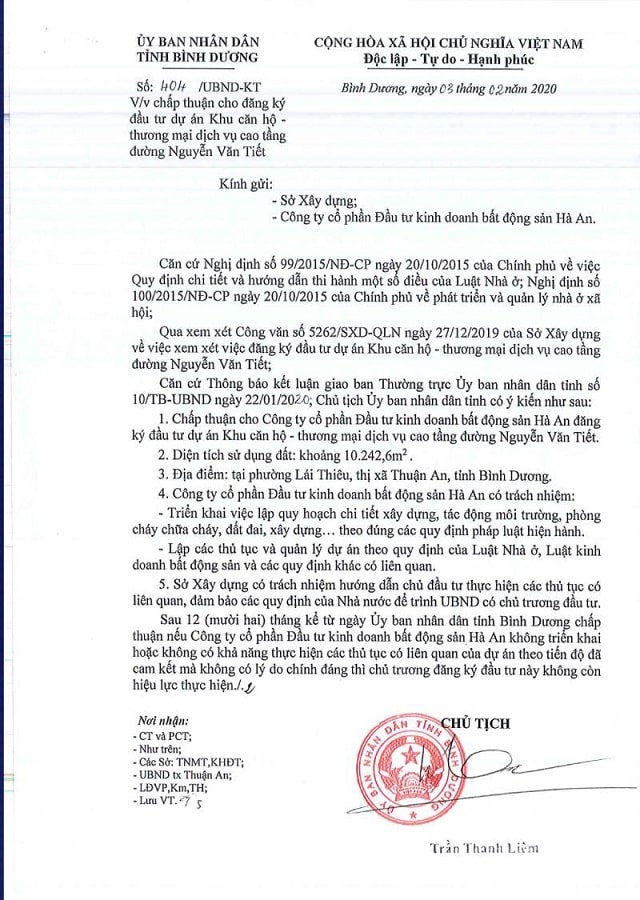 ỦY BAN NHÂN DÂN
TỈNH BÌNH DƯƠNG
CỘNG HÒA XÃ HỘI CHỦ NGHĨA VIỆT NAM
Độc lập - Tự do - Hạnh phúc
Số: 404 /UBND-KT
V/v chấp thuận cho đăng ký
đầu tư dự án Khu căn hộ -
thương mại dịch vụ cao tầng
đường Nguyễn Văn Tiết
Bình Dương, ngày 03 tháng 02 năm 2020
Kính gửi:
- Sở Xây dựng;
- Công ty cổ phần Đầu tư kinh doanh bất động sản Hà An.
Căn cứ Nghị định số 99/2015/NĐ-CP ngày 20/10/2015 của Chính phủ về việc
Quy định chi tiết và hướng dẫn thi hành một số điều của Luật Nhà ở; Nghị định số
100/2015/NĐ-CP ngày 20/10/2015 của Chính phủ về phát triển và quản lý nhà ở xã
hội;
Qua xem xét Công văn số 5262/SXD-QLN ngày 27/12/2019 của Sở Xây dựng
về việc xem xét việc đăng ký đầu tư dự án Khu căn hộ - thương mại dịch vụ cao tầng
đường Nguyễn Văn Tiết;
Căn cứ Thông báo kết luận giao ban Thường trực Ủy ban nhân dân tỉnh số
10/TB-UBND ngày 22/01/2020; Chủ tịch Ủy ban nhân dân tỉnh có ý kiến như sau:
1. Chấp thuận cho Công ty cổ phần Đầu tư kinh doanh bất động sản Hà An đăng
ký đầu tư dự án Khu căn hộ - thương mại dịch vụ cao tầng đường Nguyễn Văn Tiết.
2. Diện tích sử dụng đất: khoảng 10.242,6m².
3. Địa điểm: tại phường Lái Thiêu, thị xã Thuận An, tỉnh Bình Dương.
4. Công ty cổ phần Đầu tư kinh doanh bất động sản Hà An có trách nhiệm:
- Triển khai việc lập quy hoạch chi tiết xây dựng, tác động môi trường, phòng
cháy chữa cháy, đất đai, xây dựng… theo đúng các quy định pháp luật hiện hành.
- Lập các thủ tục và quản lý dự án theo quy định của Luật Nhà ở, Luật kinh
doanh bất động sản và các quy định khác có liên quan.
5. Sở Xây dựng có trách nhiệm hướng dẫn chủ đầu tư thực hiện các thủ tục có
liên quan, đảm bảo các quy định của Nhà nước để trình UBND có chủ trương đầu tư.
Sau 12 (mười hai) tháng kể từ ngày Ủy ban nhân dân tỉnh Bình Dương chấp
thuận nếu Công ty cổ phần Đầu tư kinh doanh bất động sản Hà An không triển khai
hoặc không có khả năng thực hiện các thủ tục có liên quan của dự án theo tiến độ đã
cam kết mà không có lý do chính đáng thì chủ trương đăng ký đầu tư này không còn
hiệu lực thực hiện./.
Nơi nhận:
- CT và PCT;
- Như trên;
- Các Sở: TNMT,KHĐT;
- UBND tx Thuận An;
- LĐVP,Km,TH;
- Lưu VT.
CHỦ TỊCH
ỦY BAN NHÂN DÂN TỈNH BÌNH DƯƠNG
Trần Thanh Liêm